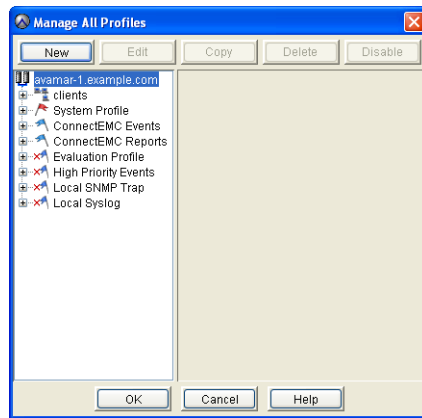 Manage All Profiles
New Edit Copy Delete Disable
avamar-1.example.com
clients
System Profile
ConnectEMC Events
ConnectEMC Reports
Evaluation Profile
High Priority Events
Local SNMP Trap
Local Syslog
OK Cancel Help